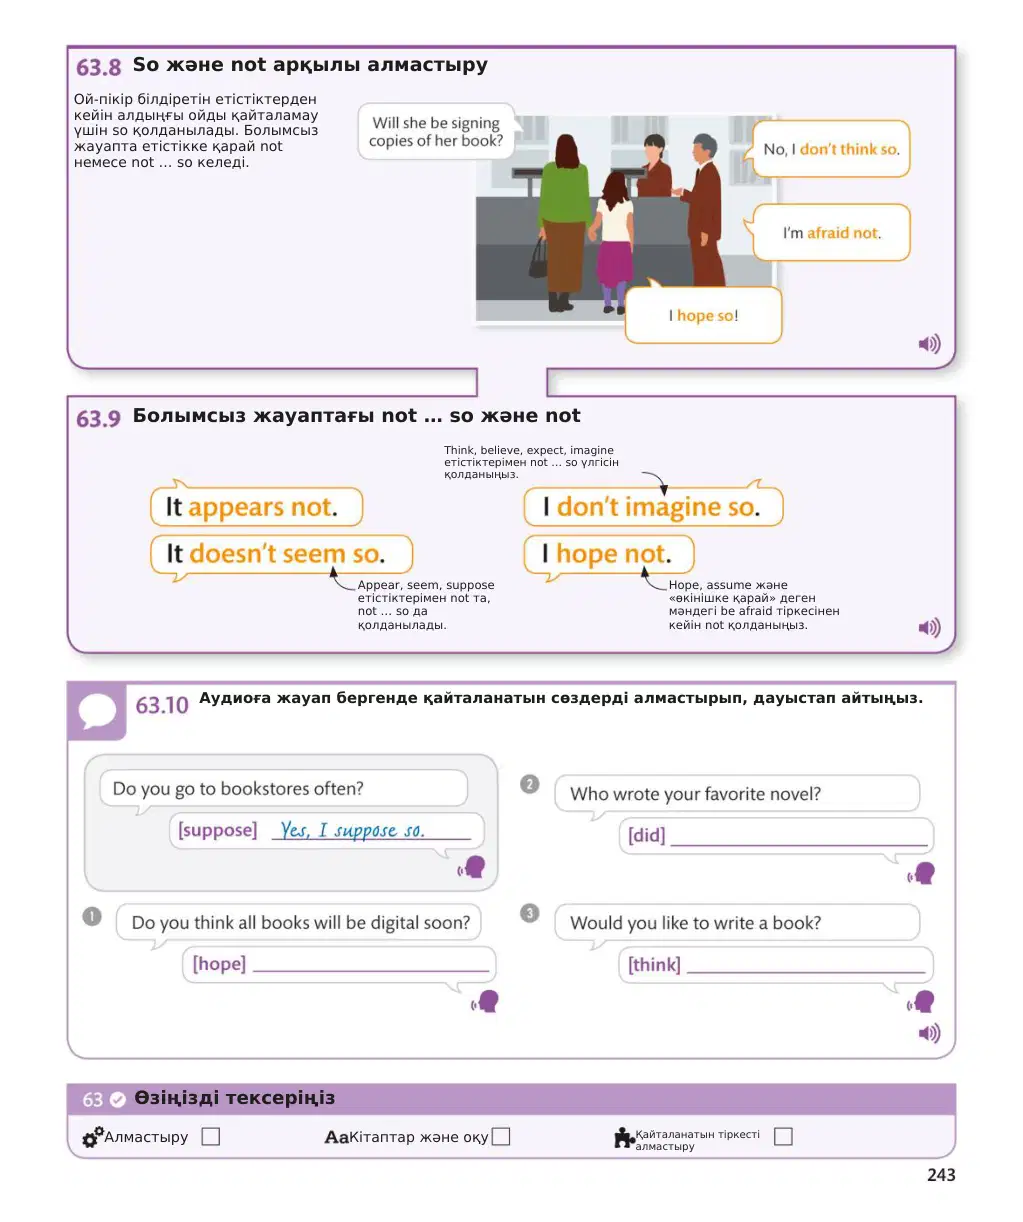 63.8 So және not арқылы алмастыру
Ой-пікір білдіретін етістіктерден
кейін алдыңғы ойды қайталамау
үшін so қолданылады. Болымсыз
жауапта етістікке қарай not
немесе not ... so келеді.
Will she be signing
copies of her book?
No, I don't think so.
I'm afraid not.
I hope so!
63.9 Болымсыз жауаптағы not ... so және not
Think, believe, expect, imagine
етістіктерімен not ... so үлгісін
қолданыңыз.
It appears not.
I don't imagine so.
It doesn't seem so.
I hope not.
Appear, seem, suppose
етістіктерімен not та,
not ... so да
қолданылады.
Hope, assume және
«өкінішке қарай» деген
мәндегі be afraid тіркесінен
кейін not қолданыңыз.
63.10 Аудиоға жауап бергенде қайталанатын сөздерді алмастырып, дауыстап айтыңыз.
Do you go to bookstores often?
[suppose] Yes, I suppose so.
1 Do you think all books will be digital soon?
[hope]
2 Who wrote your favorite novel?
[did]
3 Would you like to write a book?
[think]
63 Өзіңізді тексеріңіз
Алмастыру
Aa Кітаптар және оқу
Қайталанатын тіркесті
алмастыру
243